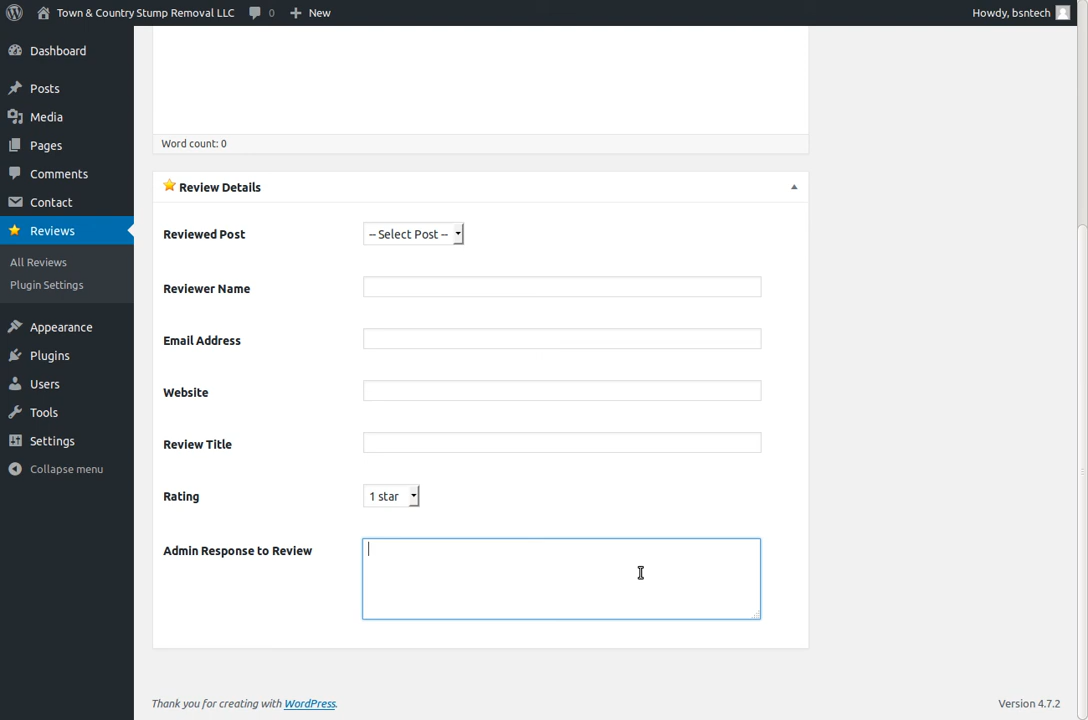 Town & Country Stump Removal LLC 0 New Howdy, bsntech
Dashboard
Posts
Media
Pages
Comments
Contact
Reviews
All Reviews
Plugin Settings
Appearance
Plugins
Users
Tools
Settings
Collapse menu
Word count: 0
Review Details
Reviewed Post -- Select Post --
Reviewer Name
Email Address
Website
Review Title
Rating 1 star
Admin Response to Review
Thank you for creating with WordPress. Version 4.7.2